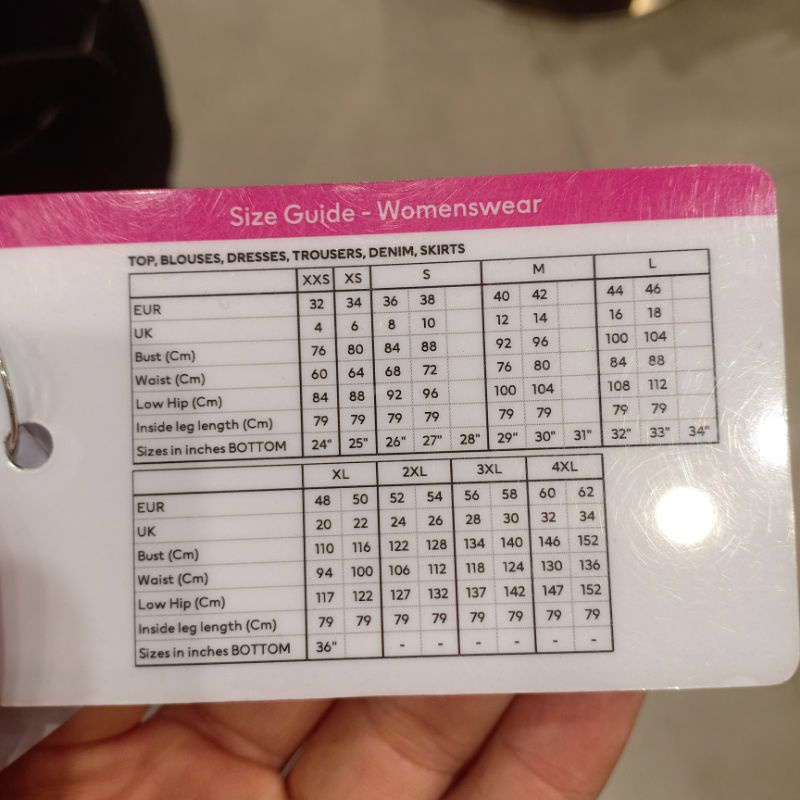 Size Guide - Womenswear
TOP, BLOUSES, DRESSES, TROUSERS, DENIM, SKIRTS
XXS XS S M L
EUR 32 34 36 38 40 42 44 46
UK 4 6 8 10 12 14 16 18
Bust (Cm) 76 80 84 88 92 96 100 104
Waist (Cm) 60 64 68 72 76 80 84 88
Low Hip (Cm) 84 88 92 96 100 104 108 112
Inside leg length (Cm) 79 79 79 79 79 79 79 79
Sizes in inches BOTTOM 24" 25" 26" 27" 28" 29" 30" 31" 32" 33" 34"
XL 2XL 3XL 4XL
EUR 48 50 52 54 56 58 60 62
UK 20 22 24 26 28 30 32 34
Bust (Cm) 110 116 122 128 134 140 146 152
Waist (Cm) 94 100 106 112 118 124 130 136
Low Hip (Cm) 117 122 127 132 137 142 147 152
Inside leg length (Cm) 79 79 79 79 79 79 79 79
Sizes in inches BOTTOM 36" - - - - - -